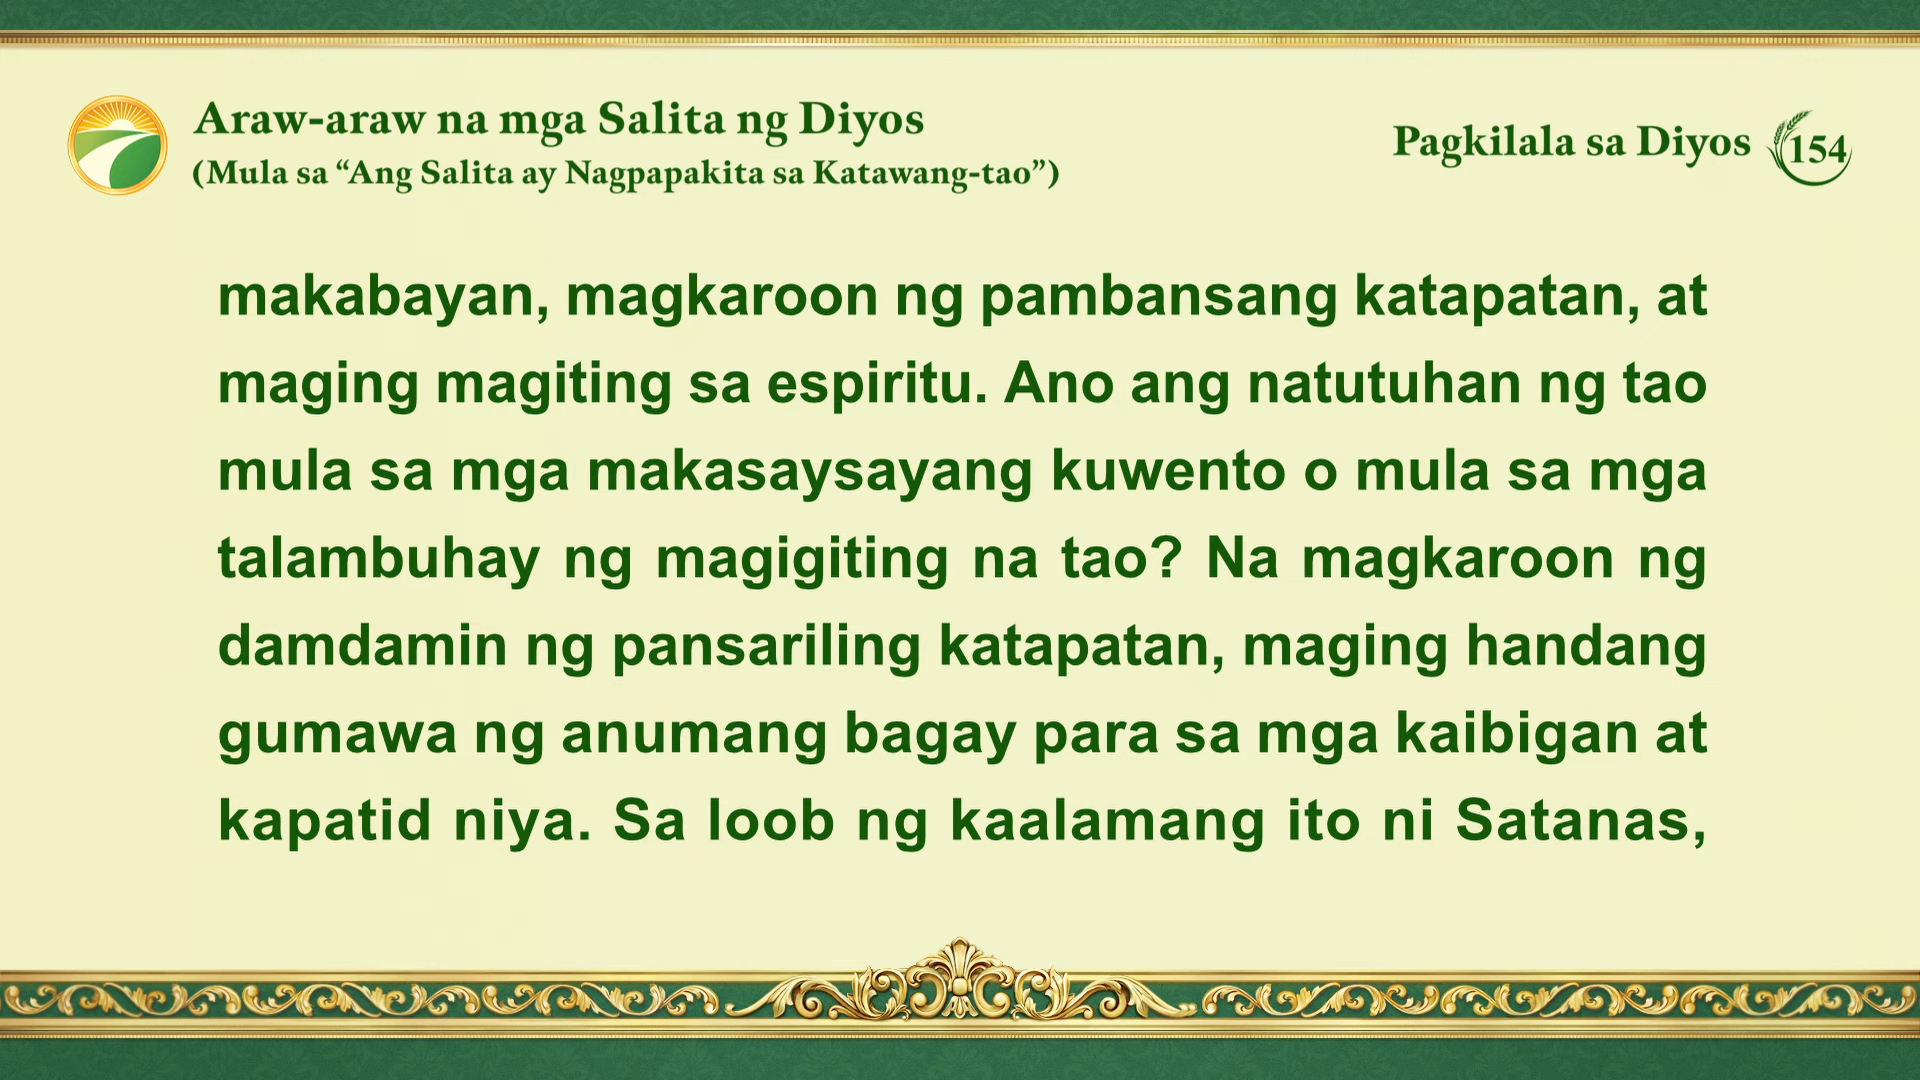 Araw-araw na mga Salita ng Diyos
(Mula sa “Ang Salita ay Nagpapakita sa Katawang-tao”)
Pagkilala sa Diyos 154
makabayan, magkaroon ng pambansang katapatan, at
maging magiting sa espiritu. Ano ang natutuhan ng tao
mula sa mga makasaysayang kuwento o mula sa mga
talambuhay ng magigiting na tao? Na magkaroon ng
damdamin ng pansariling katapatan, maging handang
gumawa ng anumang bagay para sa mga kaibigan at
kapatid niya. Sa loob ng kaalamang ito ni Satanas,